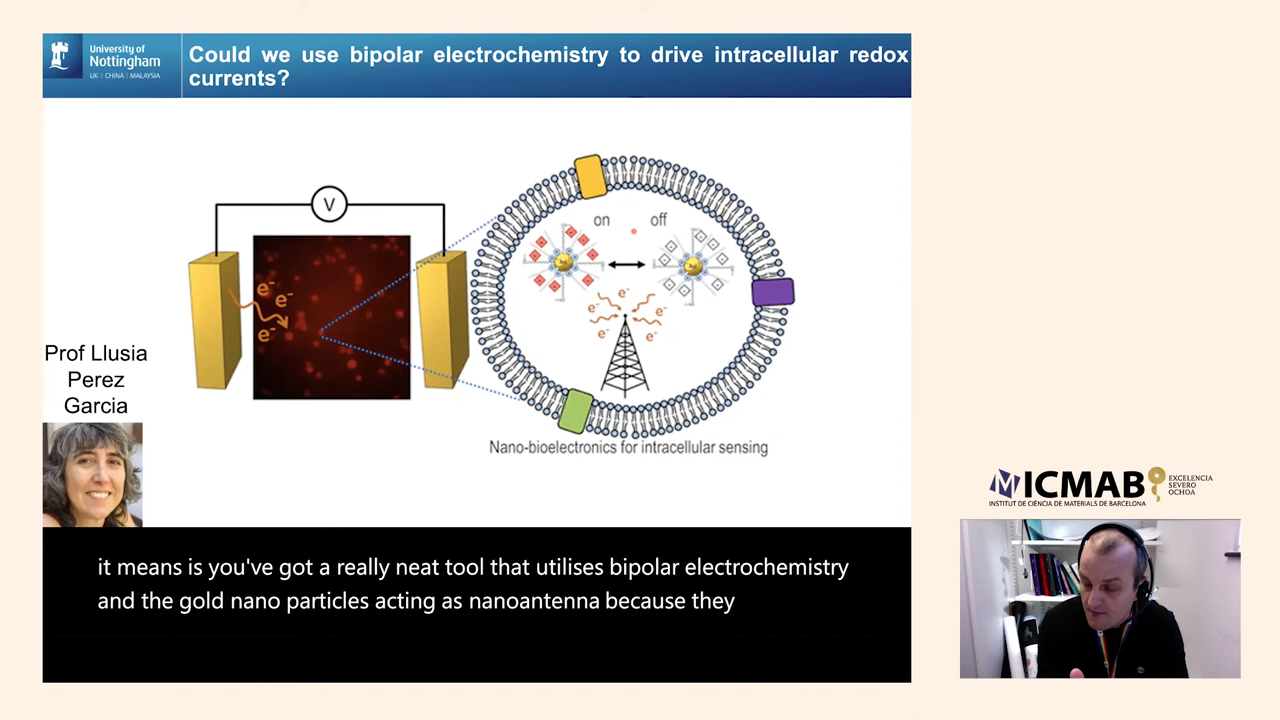 University of
Nottingham
UK | CHINA | MALAYSIA
Could we use bipolar electrochemistry to drive intracellular redox
currents?
V
e-
e-
e-
on
off
e-
e-
e-
e-
e-
Nano-bioelectronics for intracellular sensing
Prof Llusia
Perez
Garcia
it means is you've got a really neat tool that utilises bipolar electrochemistry
and the gold nano particles acting as nanoantenna because they
ICMAB
INSTITUT DE CIÈNCIA DE MATERIALS DE BARCELONA
EXCELENCIA
SEVERO
OCHOA